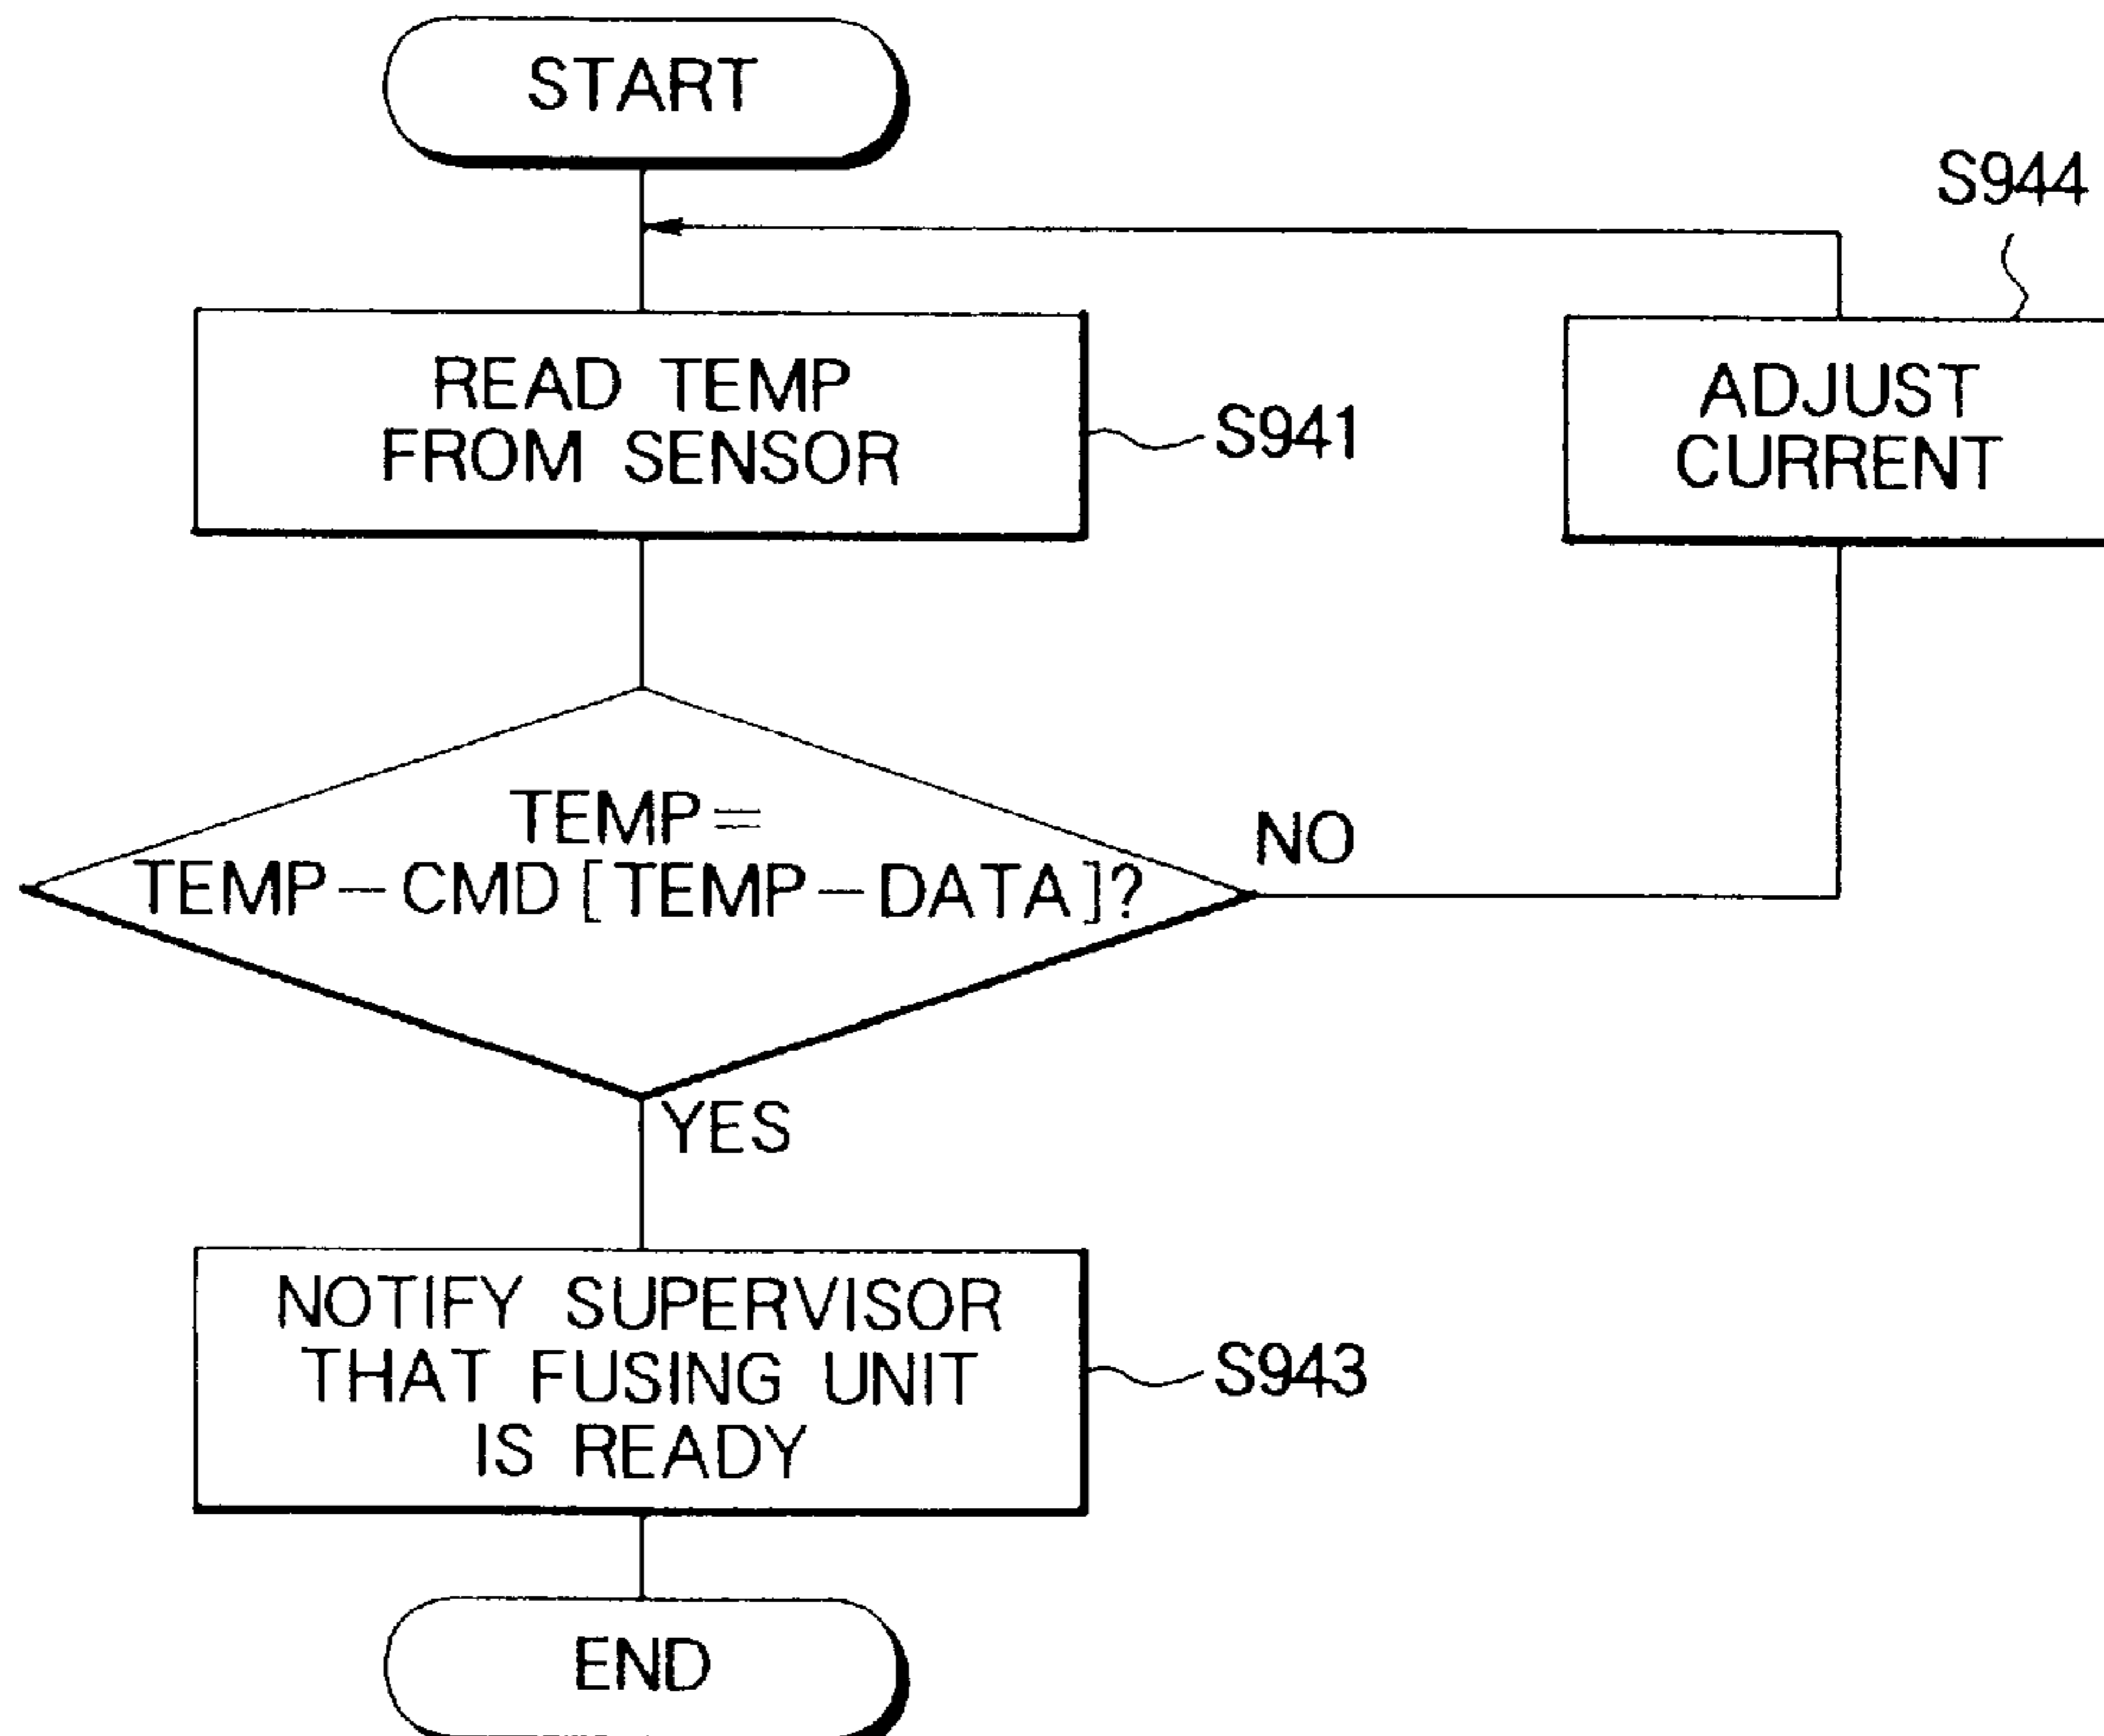 START
S944
READ TEMP
FROM SENSOR
S941
ADJUST
CURRENT
TEMP=
TEMP-CMD[TEMP-DATA]?
NO
YES
NOTIFY SUPERVISOR
THAT FUSING UNIT
IS READY
S943
END